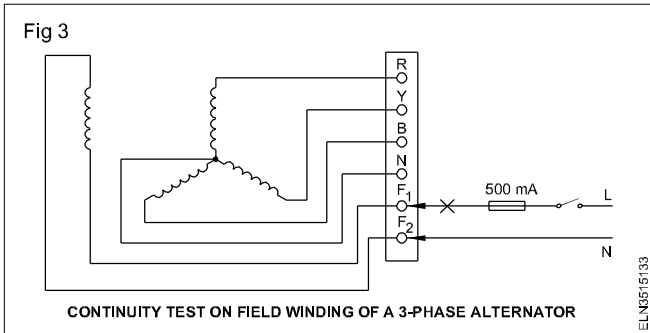 Fig 3
R
Y
B
N
F1
F2
500 mA
L
N
CONTINUITY TEST ON FIELD WINDING OF A 3-PHASE ALTERNATOR
ELN3515133